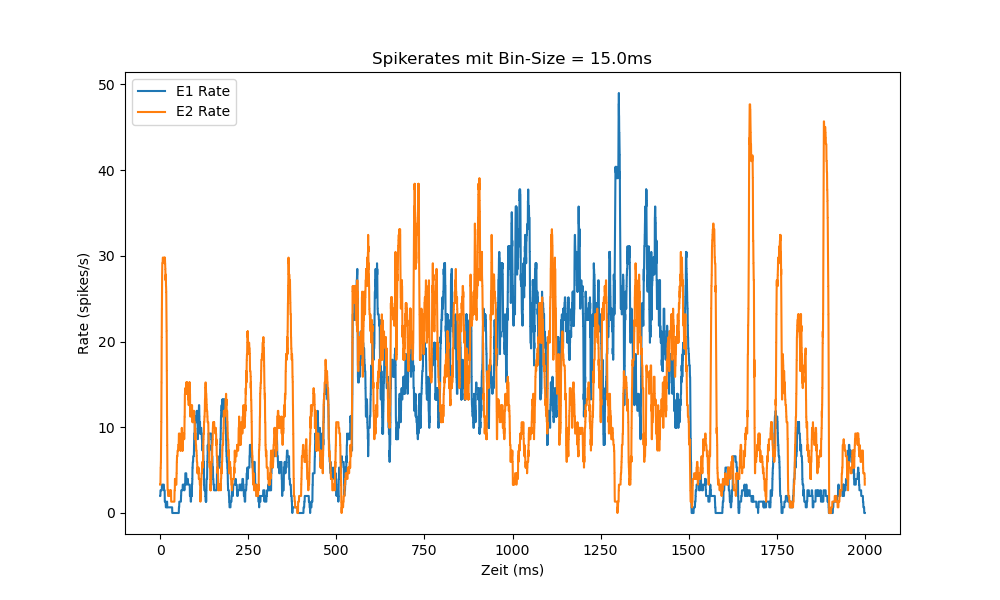 Spikerates mit Bin-Size = 15.0ms
E1 Rate
E2 Rate
50
40
30
20
10
0
Rate (spikes/s)
0 250 500 750 1000 1250 1500 1750 2000
Zeit (ms)